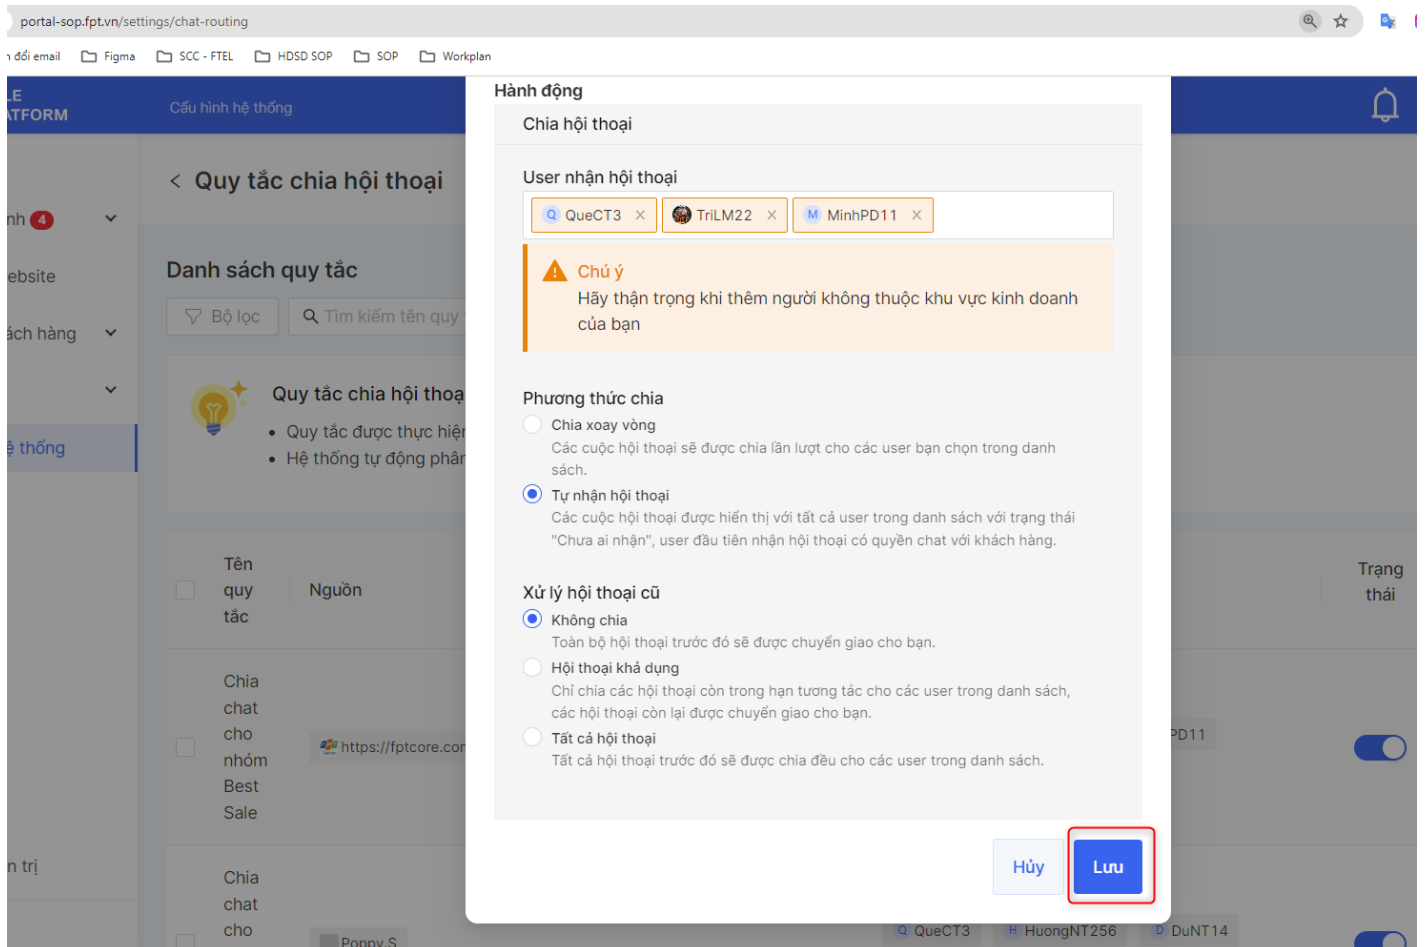 portal-sop.fpt.vn/settings/chat-routing
đổi email Figma SCC - FTEL HDSD SOP SOP Workplan
LE
ATFORM
Cấu hình hệ thống
nh 4
ebsite
ách hàng
ệ thống
n trị
< Quy tắc chia hội thoại
Danh sách quy tắc
Bộ lọc
Tìm kiếm tên quy
Quy tắc chia hội thoạ
• Quy tắc được thực hiện
• Hệ thống tự động phân
Tên
quy
tắc
Nguồn
Trạng
thái
Chia
chat
cho
nhóm
Best
Sale
https://fptcore.com
PD11
Chia
chat
cho
Poppy.S
Q QueCT3 H HuongNT256 D DuNT14
Hành động
Chia hội thoại
User nhận hội thoại
Q QueCT3 × TriLM22 × M MinhPD11 ×
Chú ý
Hãy thận trọng khi thêm người không thuộc khu vực kinh doanh
của bạn
Phương thức chia
Chia xoay vòng
Các cuộc hội thoại sẽ được chia lần lượt cho các user bạn chọn trong danh
sách.
Tự nhận hội thoại
Các cuộc hội thoại được hiển thị với tất cả user trong danh sách với trạng thái
"Chưa ai nhận", user đầu tiên nhận hội thoại có quyền chat với khách hàng.
Xử lý hội thoại cũ
Không chia
Toàn bộ hội thoại trước đó sẽ được chuyển giao cho bạn.
Hội thoại khả dụng
Chỉ chia các hội thoại còn trong hạn tương tác cho các user trong danh sách,
các hội thoại còn lại được chuyển giao cho bạn.
Tất cả hội thoại
Tất cả hội thoại trước đó sẽ được chia đều cho các user trong danh sách.
Hủy
Lưu